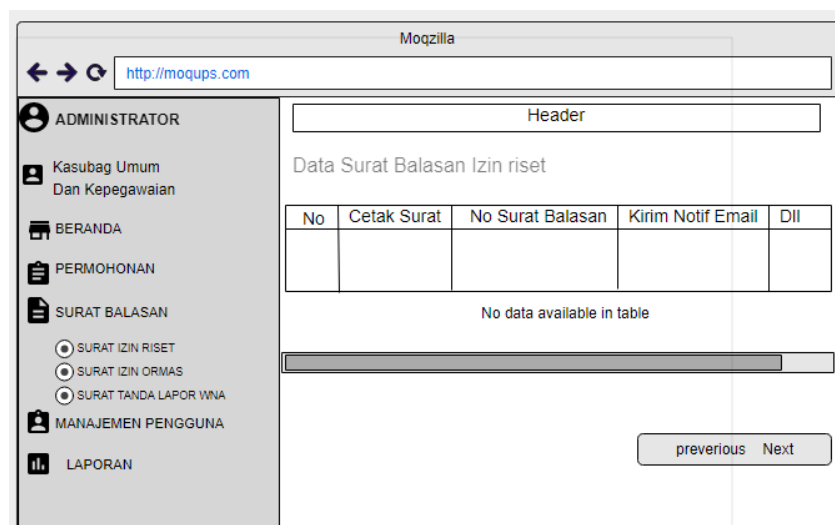 Moqzilla
http://moqups.com
ADMINISTRATOR
Kasubag Umum
Dan Kepegawaian
BERANDA
PERMOHONAN
SURAT BALASAN
SURAT IZIN RISET
SURAT IZIN ORMAS
SURAT TANDA LAPOR WNA
MANAJEMEN PENGGUNA
LAPORAN
Header
Data Surat Balasan Izin riset
No Cetak Surat No Surat Balasan Kirim Notif Email Dll
No data available in table
preverious Next